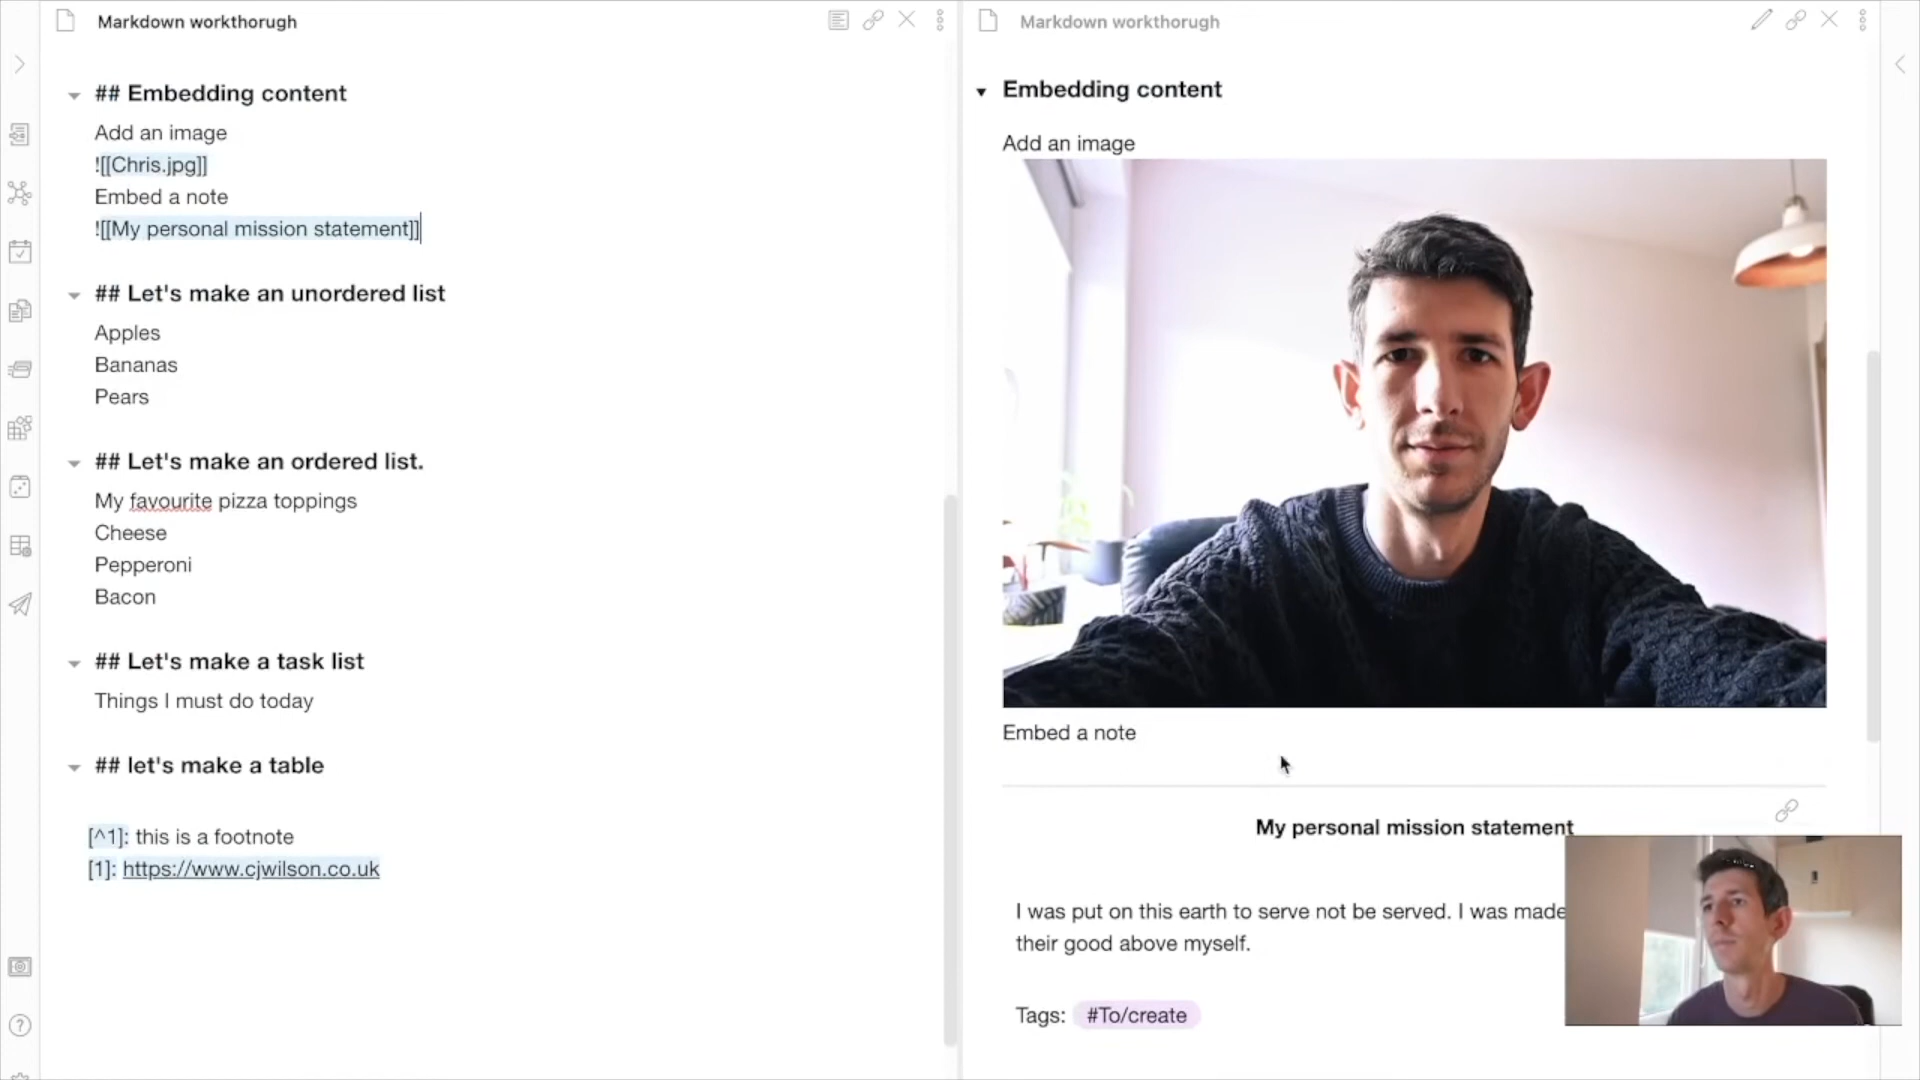 Markdown workthorugh
## Embedding content
Add an image
![[Chris.jpg]]
Embed a note
![[My personal mission statement]]
## Let's make an unordered list
Apples
Bananas
Pears
## Let's make an ordered list.
My favourite pizza toppings
Cheese
Pepperoni
Bacon
## Let's make a task list
Things I must do today
## let's make a table
[^1]: this is a footnote
[1]: https://www.cjwilson.co.uk
Markdown workthorugh
Embedding content
Add an image
Embed a note
My personal mission statement
I was put on this earth to serve not be served. I was made
their good above myself.
Tags: #To/create